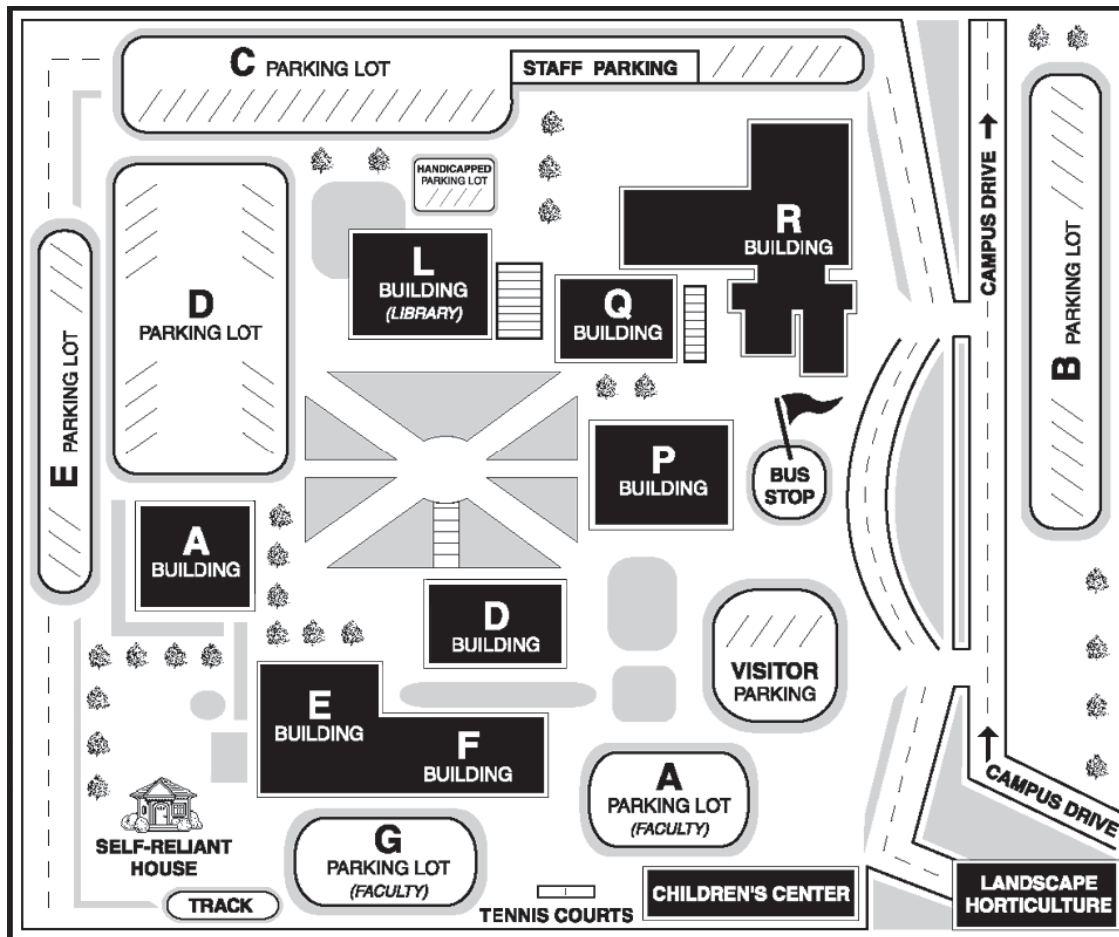 C PARKING LOT
STAFF PARKING
HANDICAPPED
PARKING LOT
CAMPUS DRIVE
B PARKING LOT
R
BUILDING
L
BUILDING
(LIBRARY)
Q
BUILDING
D
PARKING LOT
E PARKING LOT
P
BUILDING
BUS
STOP
A
BUILDING
D
BUILDING
VISITOR
PARKING
E
BUILDING
F
BUILDING
A
PARKING LOT
(FACULTY)
CAMPUS DRIVE
SELF-RELIANT
HOUSE
G
PARKING LOT
(FACULTY)
TRACK
TENNIS COURTS
CHILDREN'S CENTER
LANDSCAPE
HORTICULTURE